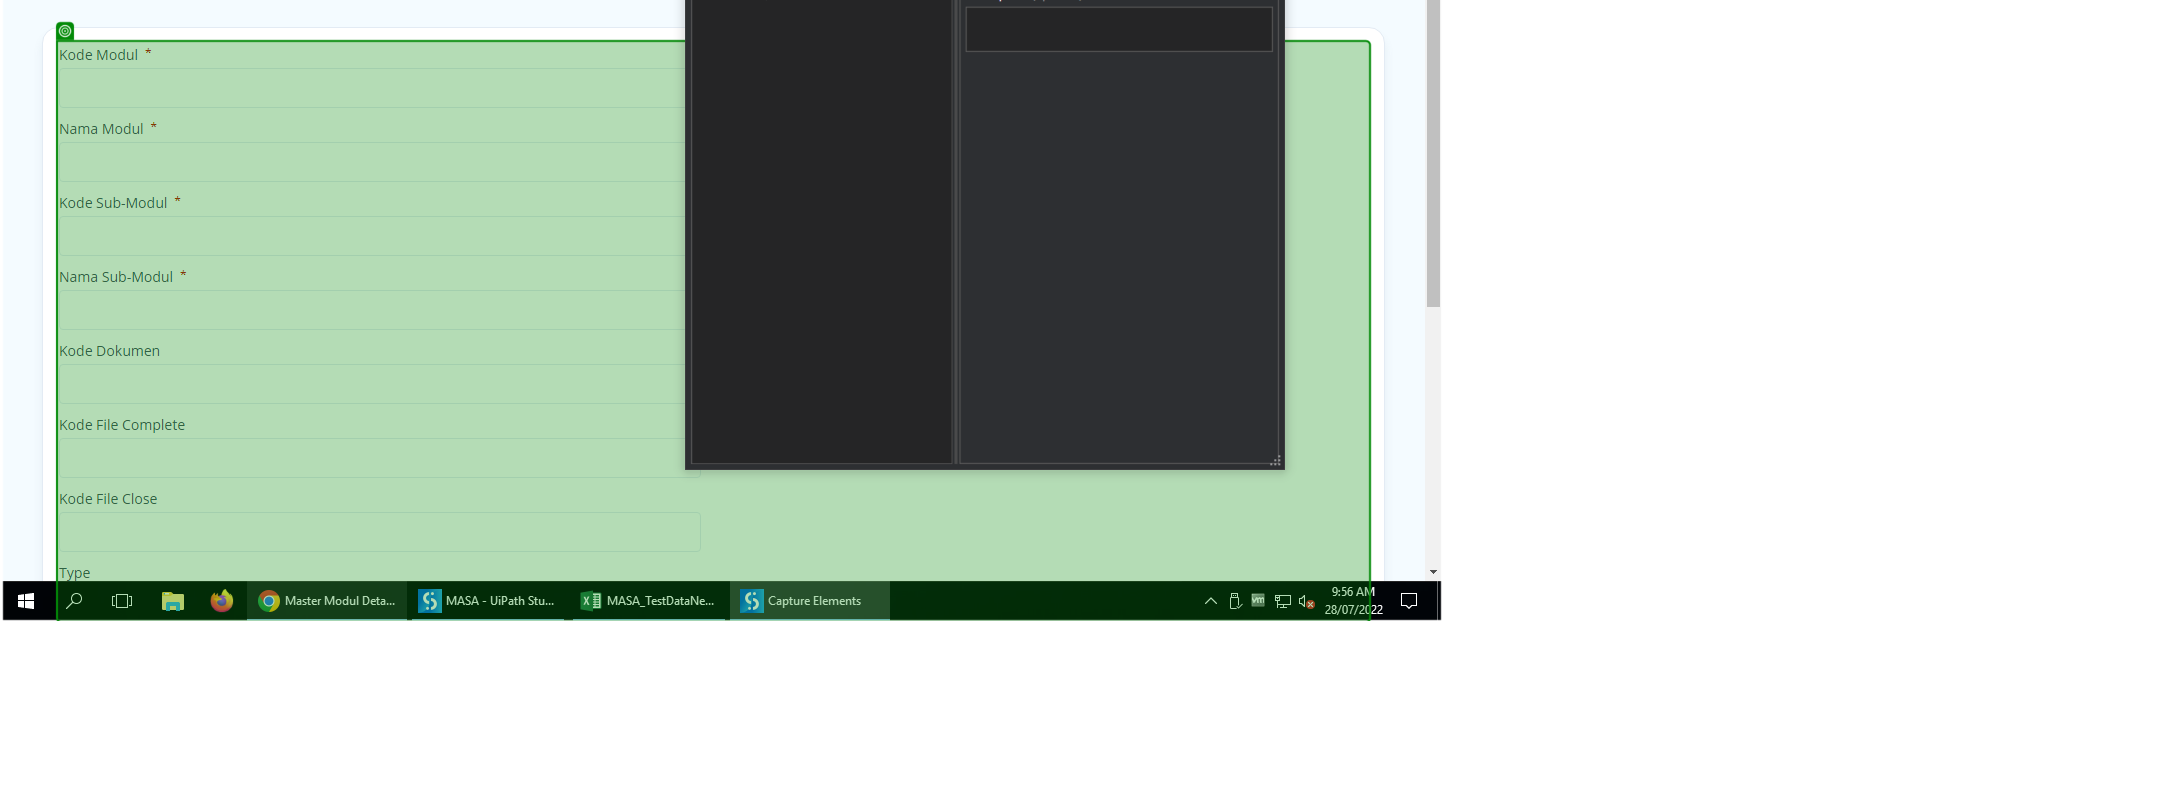 Kode Modul *
Nama Modul *
Kode Sub-Modul *
Nama Sub-Modul *
Kode Dokumen
Kode File Complete
Kode File Close
Type
Master Modul Deta...
MASA - UiPath Stu...
MASA_TestDataNe...
Capture Elements
vm
9:56 AM
28/07/2022